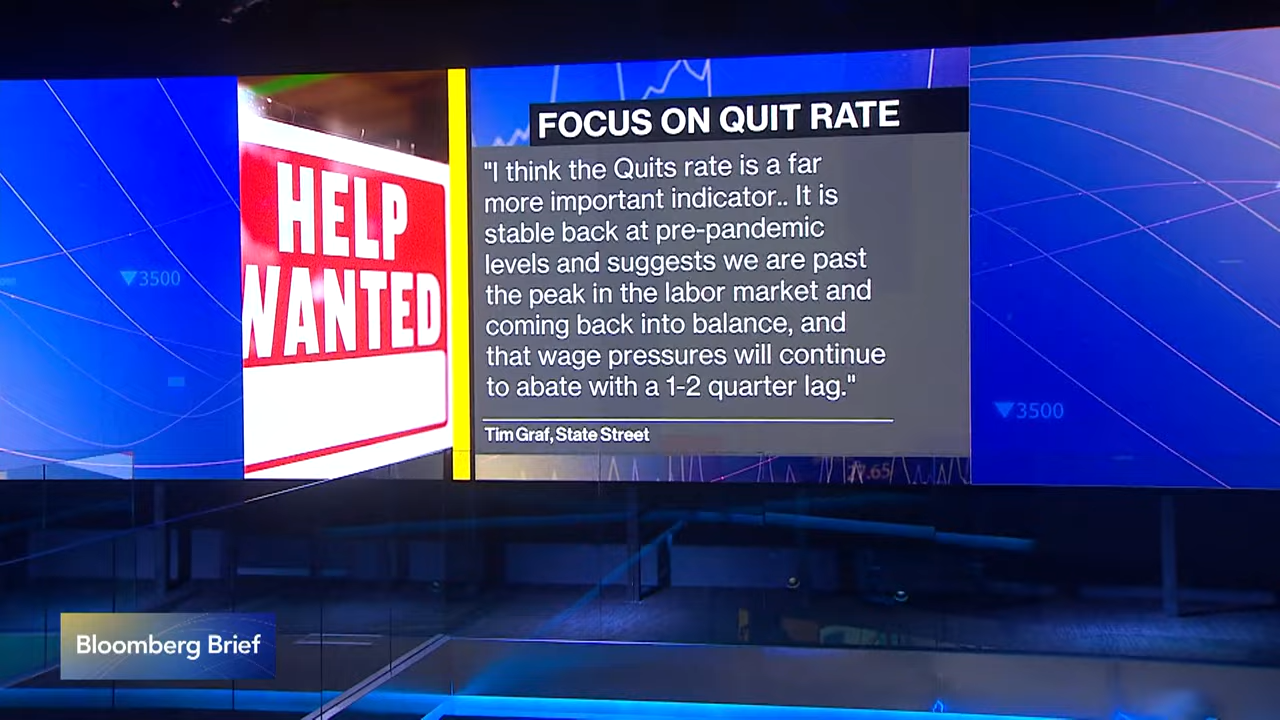 3500
HELP
WANTED
FOCUS ON QUIT RATE
"I think the Quits rate is a far
more important indicator.. It is
stable back at pre-pandemic
levels and suggests we are past
the peak in the labor market and
coming back into balance, and
that wage pressures will continue
to abate with a 1-2 quarter lag."
Tim Graf, State Street
▼3500
Bloomberg Brief